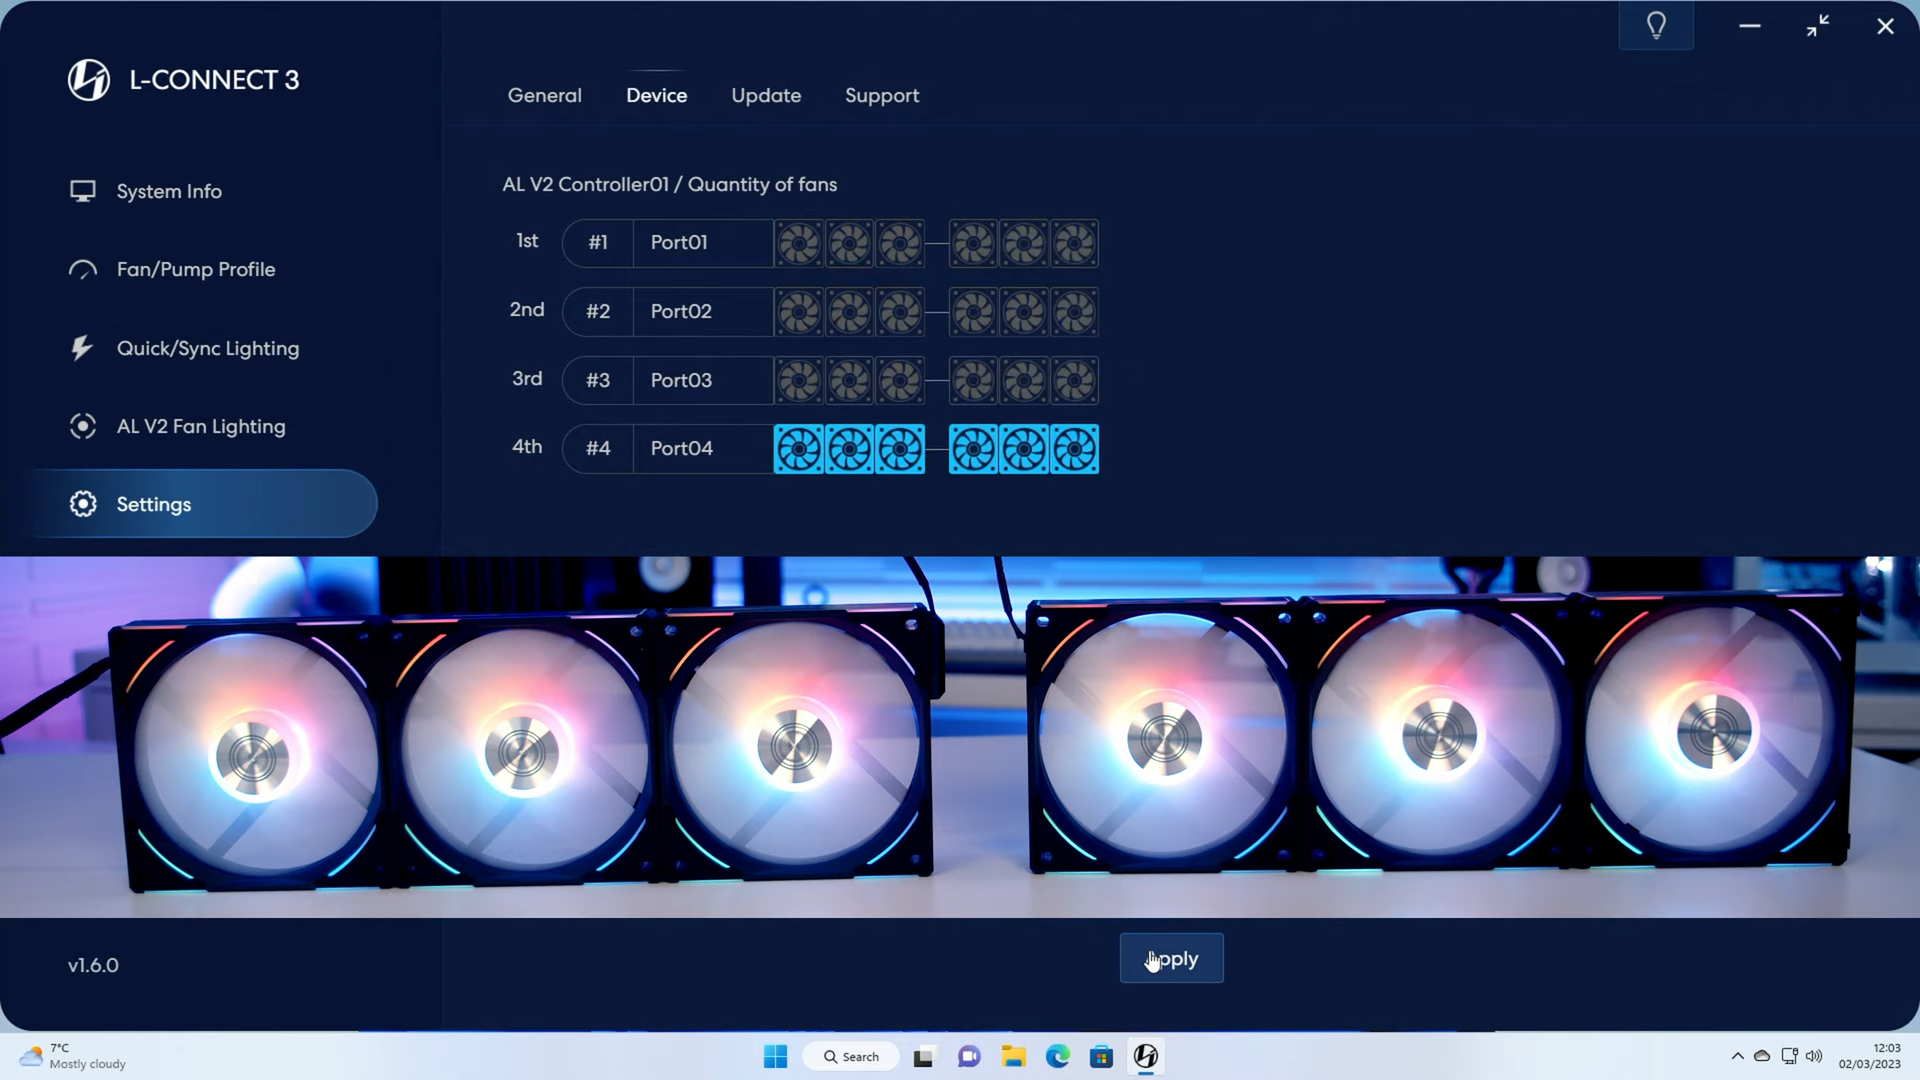 L-CONNECT 3
General Device Update Support
System Info
Fan/Pump Profile
Quick/Sync Lighting
AL V2 Fan Lighting
Settings
AL V2 Controller01 / Quantity of fans
1st #1 Port01
2nd #2 Port02
3rd #3 Port03
4th #4 Port04
v1.6.0
Apply
7°C
Mostly cloudy
Search
12:03
02/03/2023